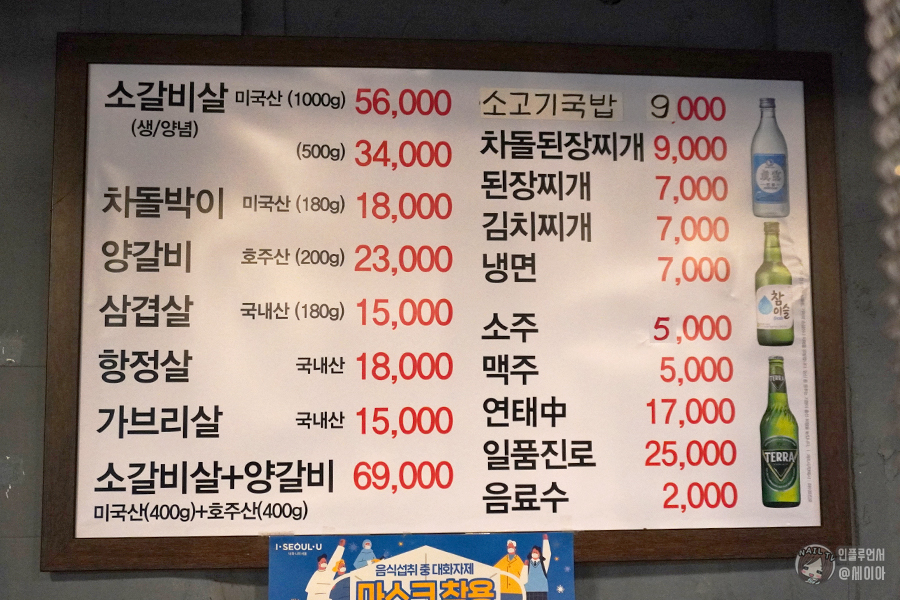 소갈비살 미국산 (1000g) 56,000
(생/양념)
(500g) 34,000
차돌박이 미국산 (180g) 18,000
양갈비 호주산 (200g) 23,000
삼겹살 국내산 (180g) 15,000
항정살 국내산 18,000
가브리살 국내산 15,000
소갈비살+양갈비 69,000
미국산(400g)+호주산(400g)
소고기국밥 9,000
차돌된장찌개 9,000
된장찌개 7,000
김치찌개 7,000
냉면 7,000
소주 5,000
맥주 5,000
연태中 17,000
일품진로 25,000
음료수 2,000
참
이슬
TERRA
TERRA
I·SEOUL·U
음식섭취 중 대화자제
마스크 착용
NAIL
인플루언서
@세이아